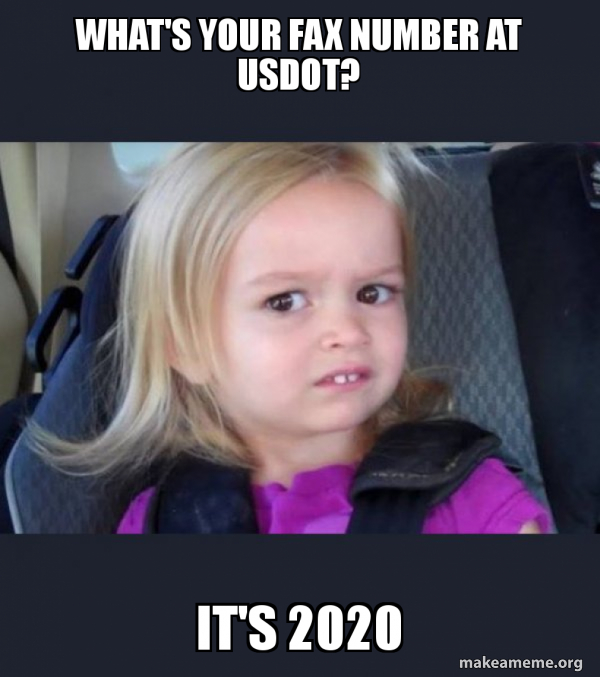 WHAT'S YOUR FAX NUMBER AT
USDOT?
IT'S 2020
makeameme.org